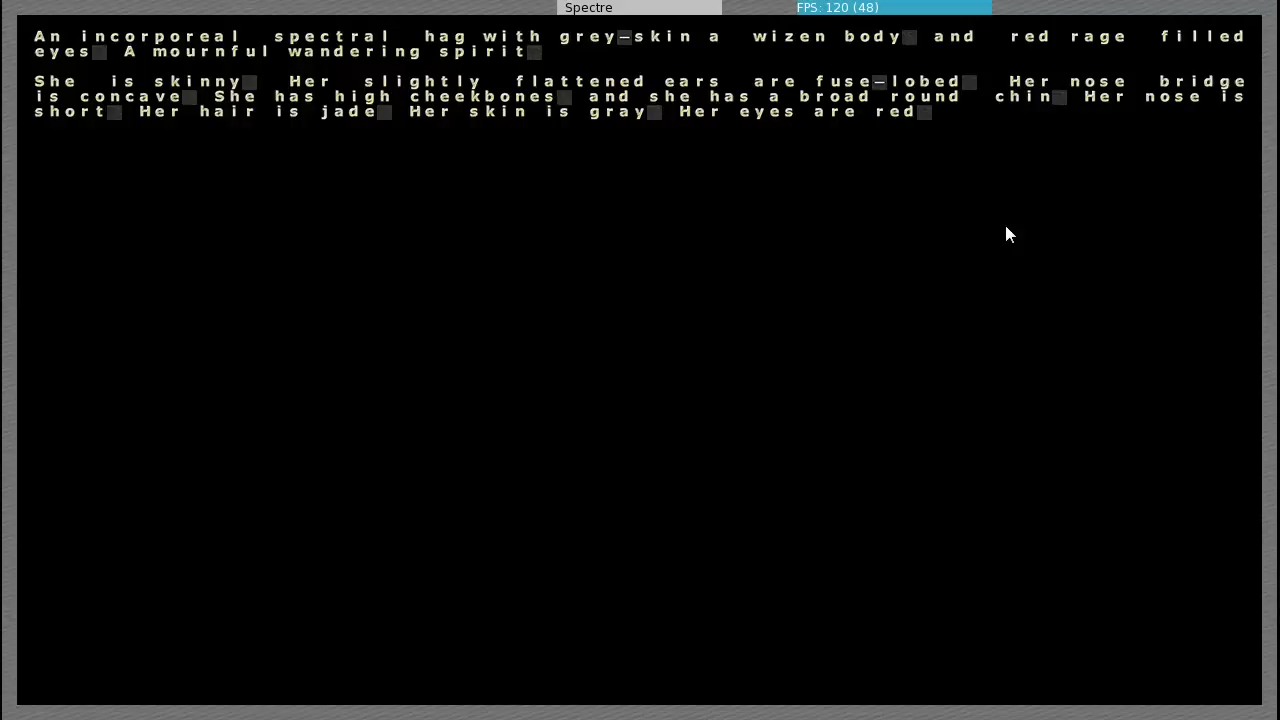 Spectre
FPS: 120 (48)
An incorporeal spectral hag with grey-skin a wizen body. and red rage filled
eyes. A mournful wandering spirit.
She is skinny. Her slightly flattened ears are fuse-lobed. Her nose bridge
is concave. She has high cheekbones. and she has a broad round chin. Her nose is
short. Her hair is jade. Her skin is gray. Her eyes are red.